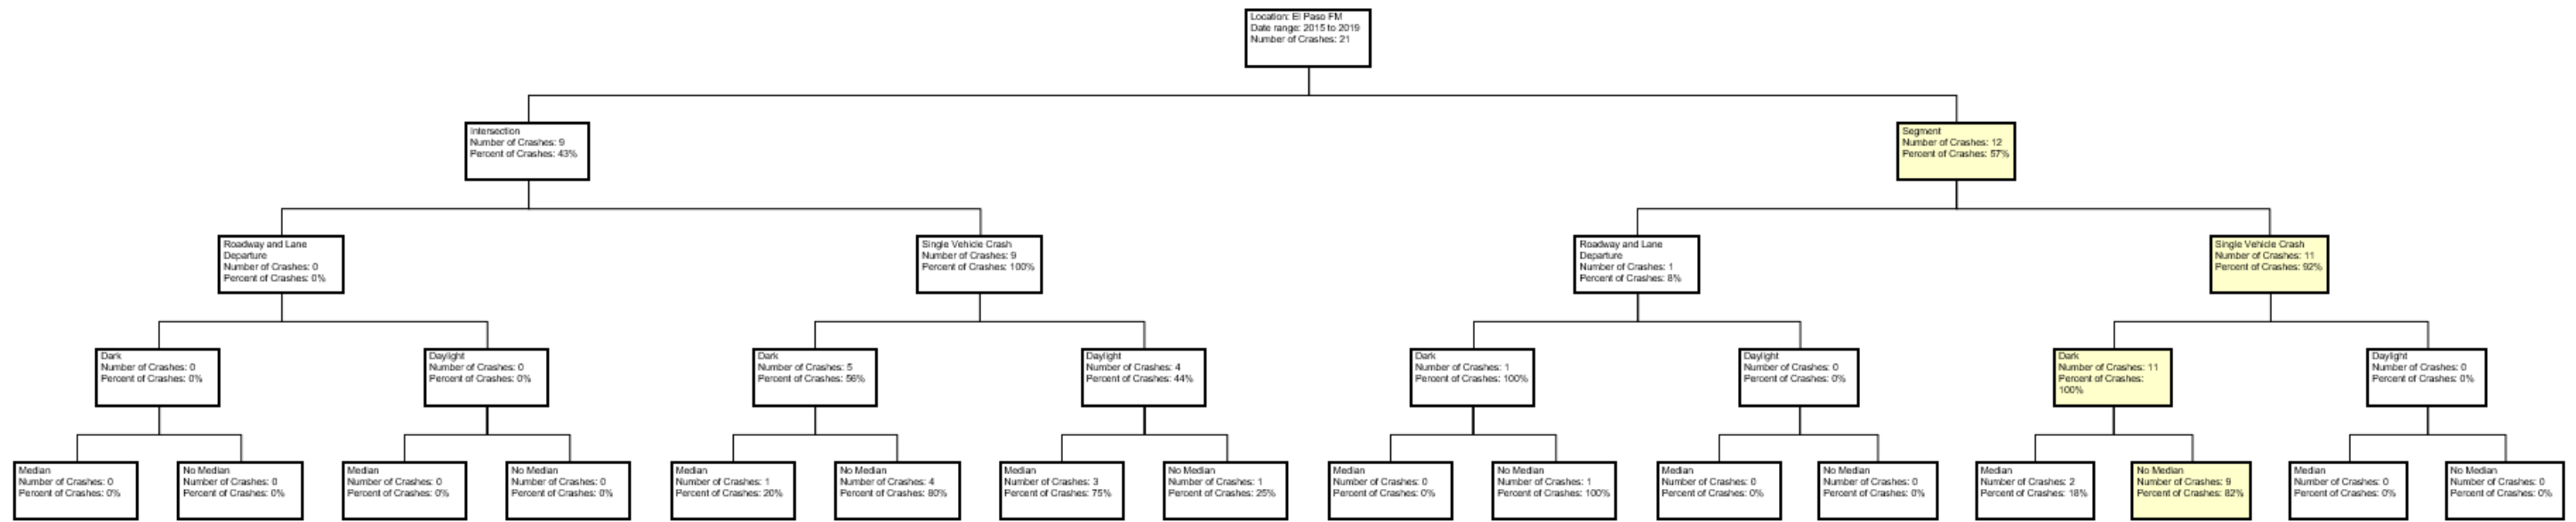 Location: El Paso FM
Date range: 2015 to 2019
Number of Crashes: 21
Intersection
Number of Crashes: 9
Percent of Crashes: 43%
Segment
Number of Crashes: 12
Percent of Crashes: 57%
Roadway and Lane
Departure
Number of Crashes: 0
Percent of Crashes: 0%
Single Vehicle Crash
Number of Crashes: 9
Percent of Crashes: 100%
Roadway and Lane
Departure
Number of Crashes: 1
Percent of Crashes: 8%
Single Vehicle Crash
Number of Crashes: 11
Percent of Crashes: 92%
Dark
Number of Crashes: 0
Percent of Crashes: 0%
Daylight
Number of Crashes: 0
Percent of Crashes: 0%
Dark
Number of Crashes: 5
Percent of Crashes: 56%
Daylight
Number of Crashes: 4
Percent of Crashes: 44%
Dark
Number of Crashes: 1
Percent of Crashes: 100%
Daylight
Number of Crashes: 0
Percent of Crashes: 0%
Dark
Number of Crashes: 11
Percent of Crashes:
100%
Daylight
Number of Crashes: 0
Percent of Crashes: 0%
Median
Number of Crashes: 0
Percent of Crashes: 0%
No Median
Number of Crashes: 0
Percent of Crashes: 0%
Median
Number of Crashes: 0
Percent of Crashes: 0%
No Median
Number of Crashes: 0
Percent of Crashes: 0%
Median
Number of Crashes: 1
Percent of Crashes: 20%
No Median
Number of Crashes: 4
Percent of Crashes: 80%
Median
Number of Crashes: 3
Percent of Crashes: 75%
No Median
Number of Crashes: 1
Percent of Crashes: 25%
Median
Number of Crashes: 0
Percent of Crashes: 0%
No Median
Number of Crashes: 1
Percent of Crashes: 100%
Median
Number of Crashes: 0
Percent of Crashes: 0%
No Median
Number of Crashes: 0
Percent of Crashes: 0%
Median
Number of Crashes: 2
Percent of Crashes: 18%
No Median
Number of Crashes: 9
Percent of Crashes: 82%
Median
Number of Crashes: 0
Percent of Crashes: 0%
No Median
Number of Crashes: 0
Percent of Crashes: 0%